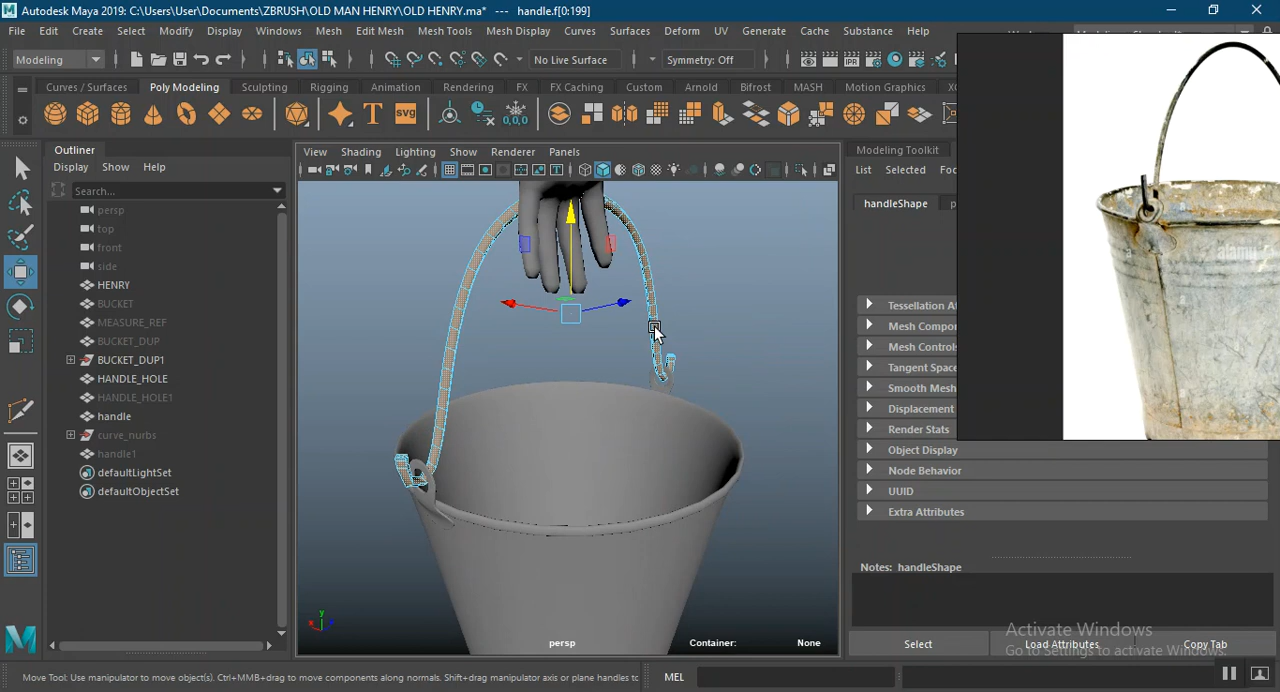 Autodesk Maya 2019: C:\Users\User\Documents\ZBRUSH\OLD MAN HENRY\OLD HENRY.ma* --- handle.f[0:199]
File Edit Create Select Modify Display Windows Mesh Edit Mesh Mesh Tools Mesh Display Curves Surfaces Deform UV Generate Cache Substance Help
Modeling No Live Surface Symmetry: Off
Curves / Surfaces Poly Modeling Sculpting Rigging Animation Rendering FX FX Caching Custom Arnold Bifrost MASH Motion Graphics
SVG 0,0,0
Outliner
Display Show Help
Search...
View Shading Lighting Show Renderer Panels
Modeling Toolkit
List Selected Foc
handleShape
persp
top
front
side
HENRY
BUCKET
MEASURE_REF
BUCKET_DUP
BUCKET_DUP1
HANDLE_HOLE
HANDLE_HOLE1
handle
curve_nurbs
handle1
defaultLightSet
defaultObjectSet
Tessellation At
Mesh Compo
Mesh Control
Tangent Space
Smooth Mesh
Displacement
Render Stats
Object Display
Node Behavior
UUID
Extra Attributes
Notes: handleShape
alamy
a
a
a
y
persp Container: None
Activate Windows
Go to Settings to activate Windows.
Select Load Attributes Copy Tab
Move Tool: Use manipulator to move object(s). Ctrl+MMB+drag to move components along normals. Shift+drag manipulator axis or plane handles to
MEL